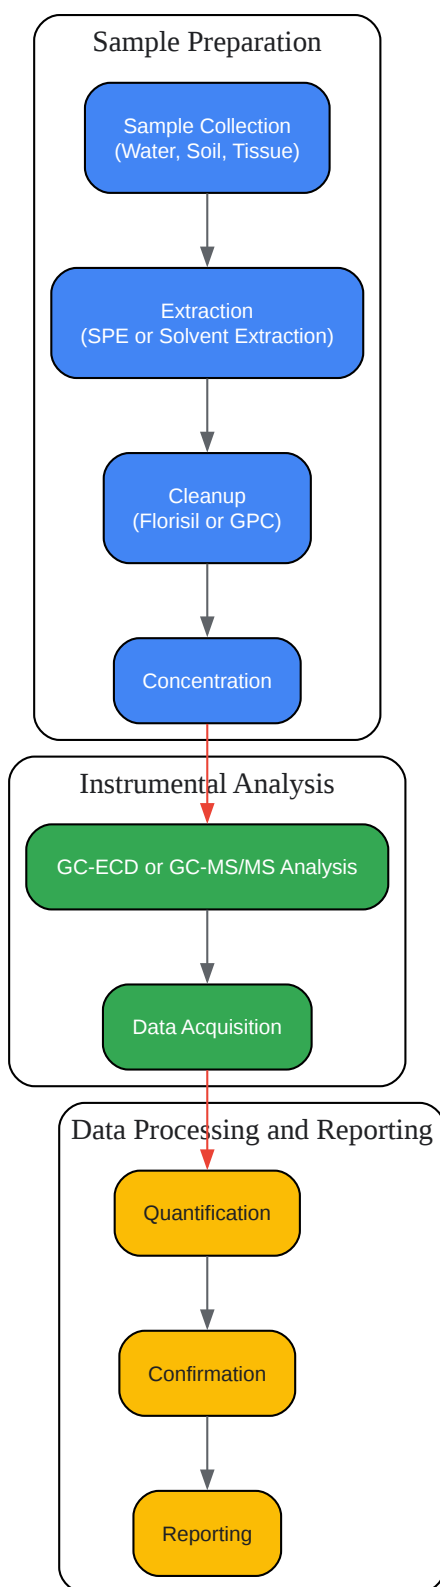 Sample Preparation
Sample Collection
(Water, Soil, Tissue)
Extraction
(SPE or Solvent Extraction)
Cleanup
(Florisil or GPC)
Concentration
Instrumental Analysis
GC-ECD or GC-MS/MS Analysis
Data Acquisition
Data Processing and Reporting
Quantification
Confirmation
Reporting